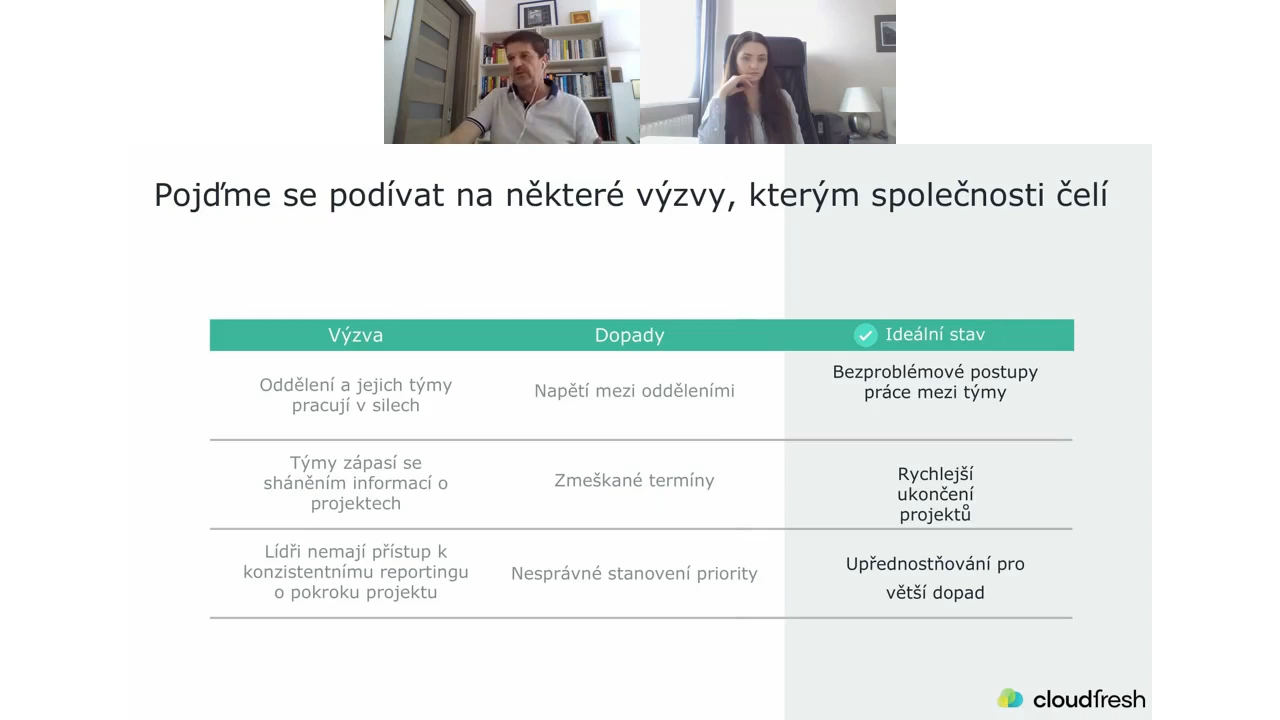 Pojďme se podívat na některé výzvy, kterým společnosti čelí
Výzva
Dopady
Ideální stav
Oddělení a jejich týmy
pracují v silech
Napětí mezi odděleními
Bezproblémové postupy
práce mezi týmy
Týmy zápasí se
sháněním informací o
projektech
Zmeškané termíny
Rychlejší
ukončení
projektů
Lídři nemají přístup k
konzistentnímu reportingu
o pokroku projektu
Nesprávné stanovení priority
Upřednostňování pro
větší dopad
cloudfresh